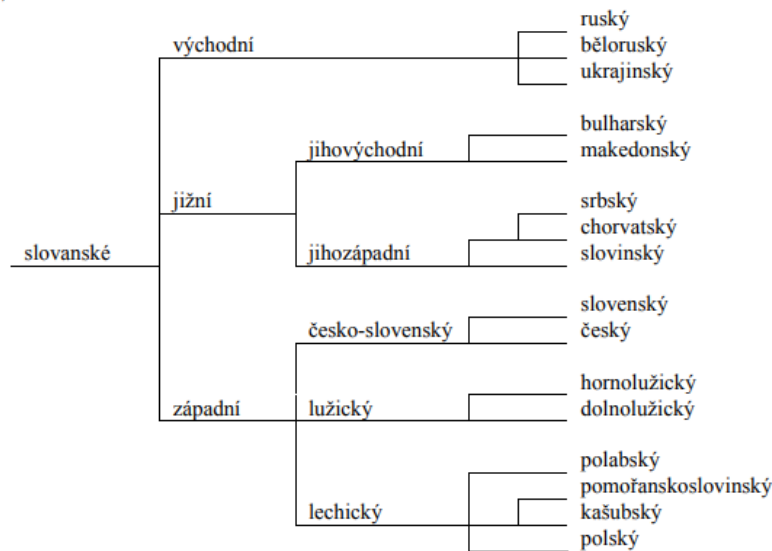 ruský
východní
běloruský
ukrajinský
bulharský
jihovýchodní
makedonský
jižní
srbský
chorvatský
slovanské
jihozápadní
slovinský
slovenský
česko-slovenský
český
hornolužický
západní
lužický
dolnolužický
polabský
pomořanskoslovinský
lechický
kašubský
polský